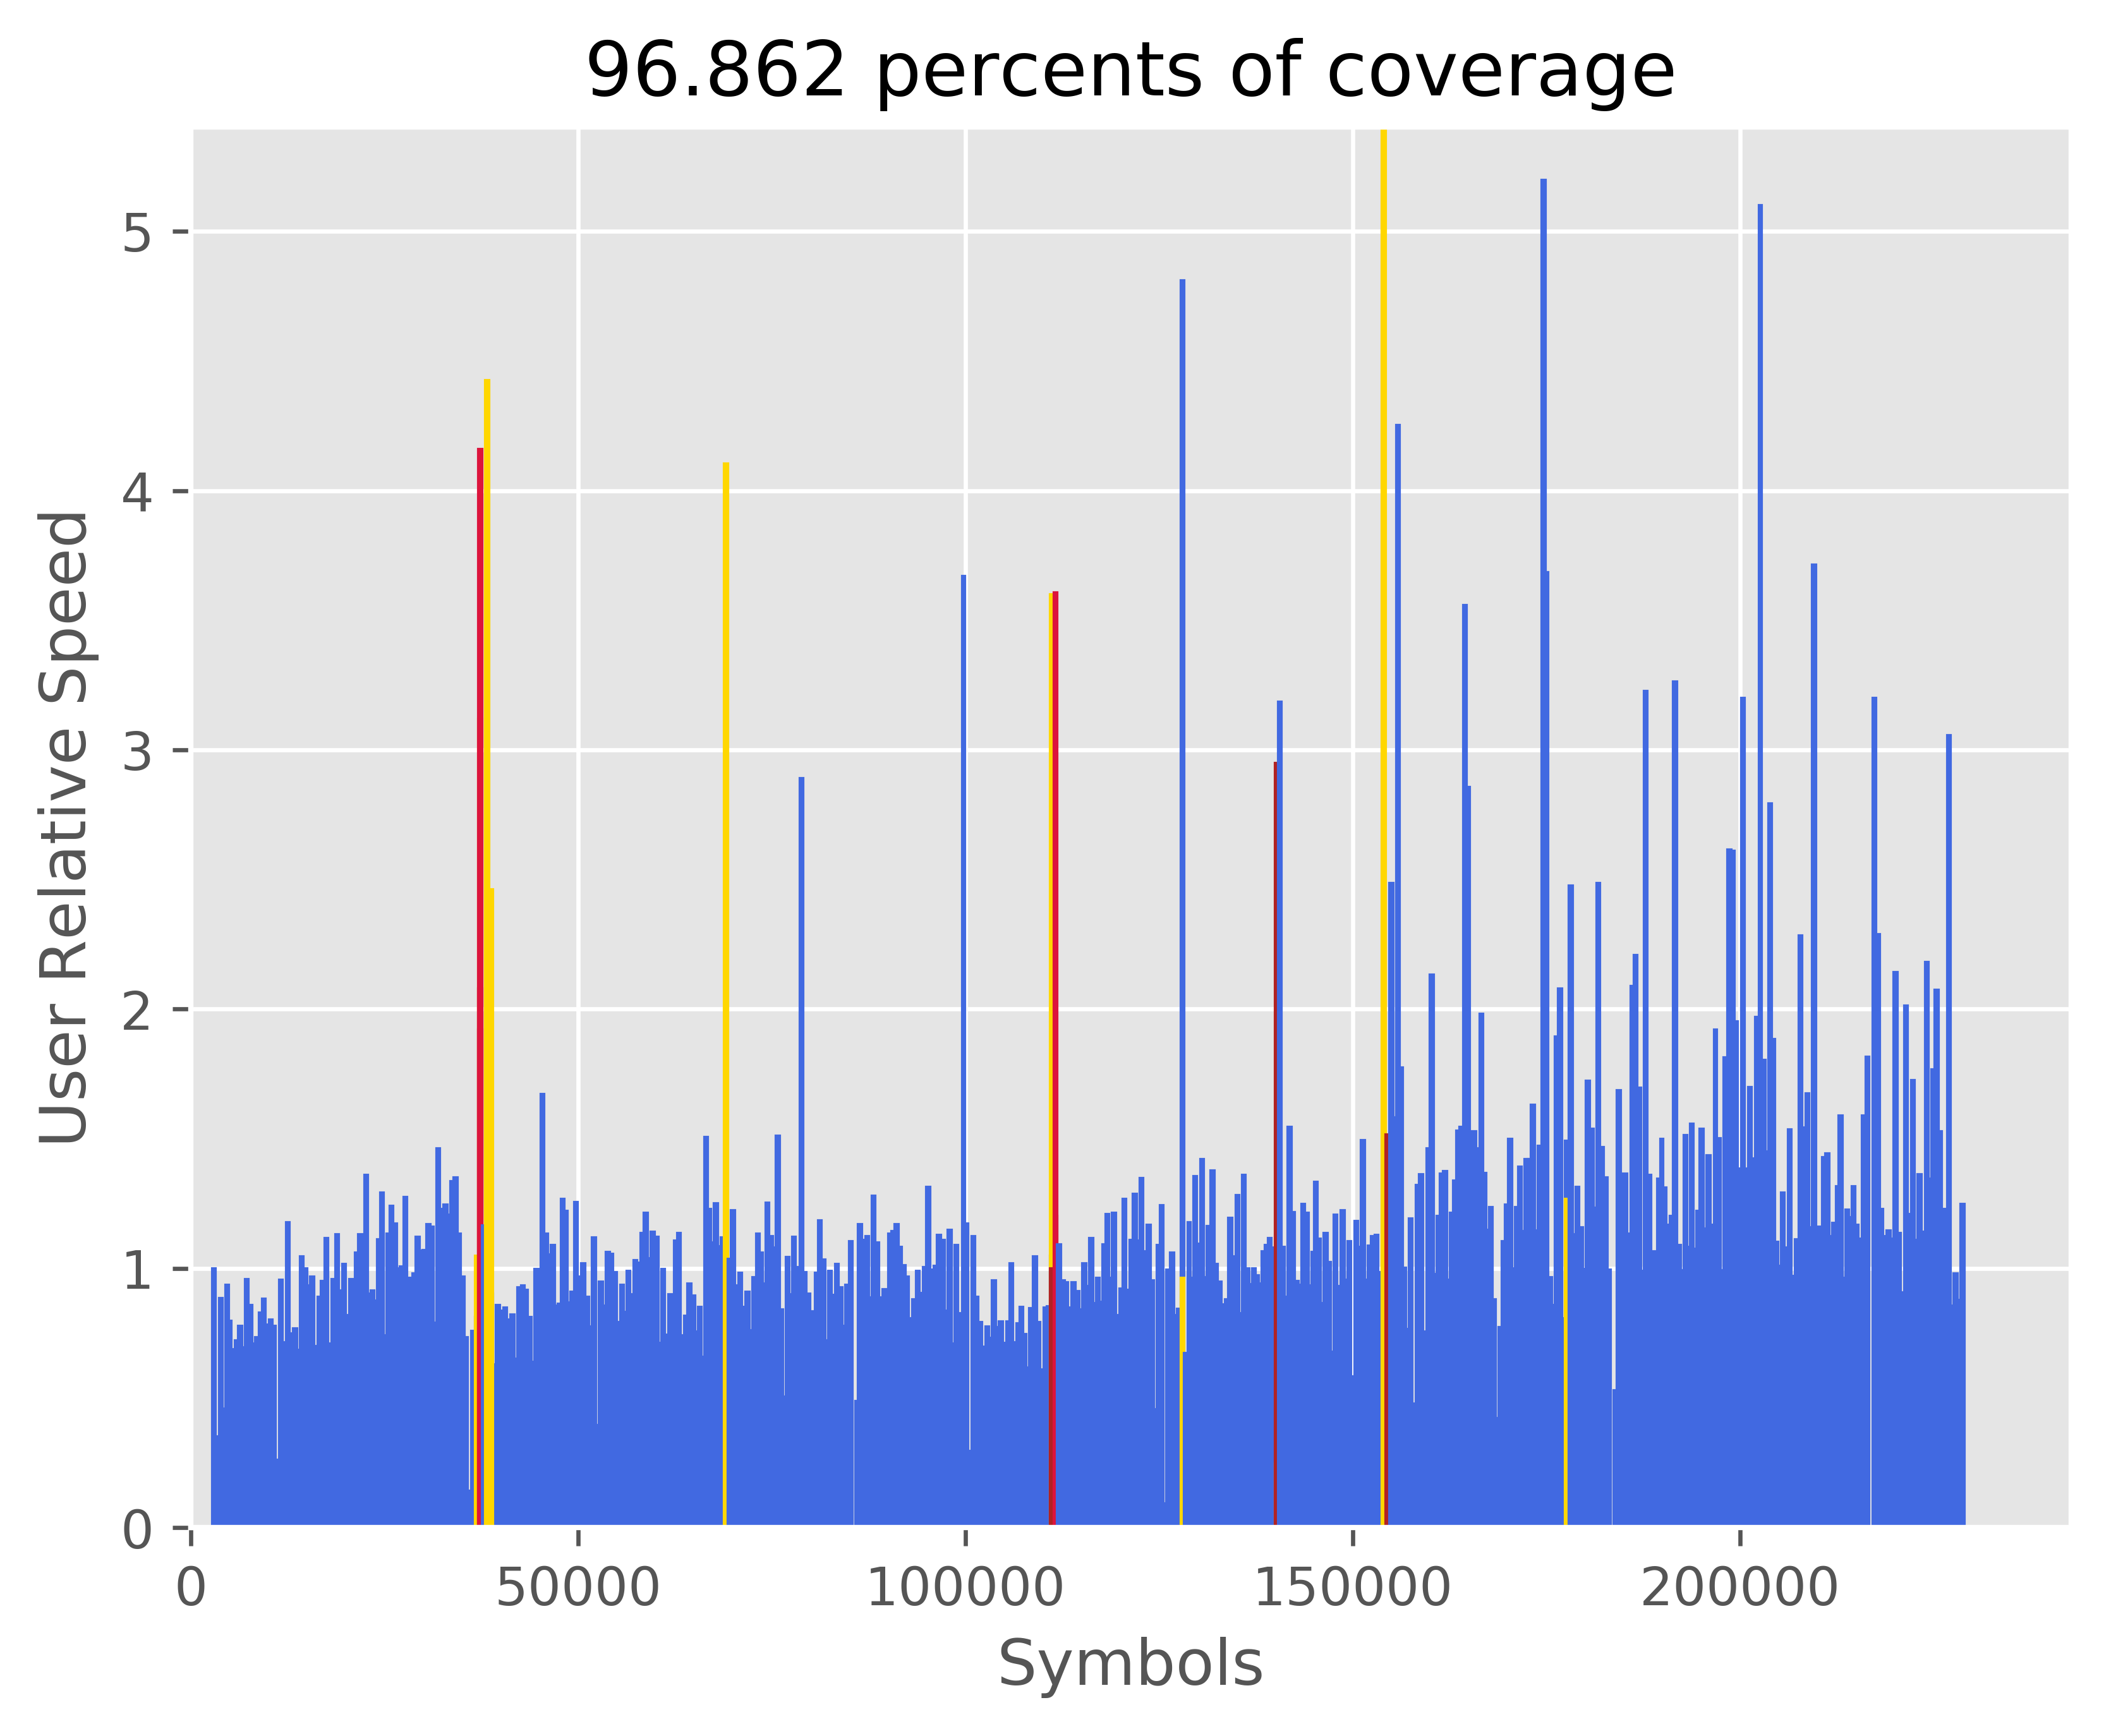 96.862 percents of coverage
User Relative Speed
5
4
3
2
1
0
0 50000 100000 150000 200000
Symbols